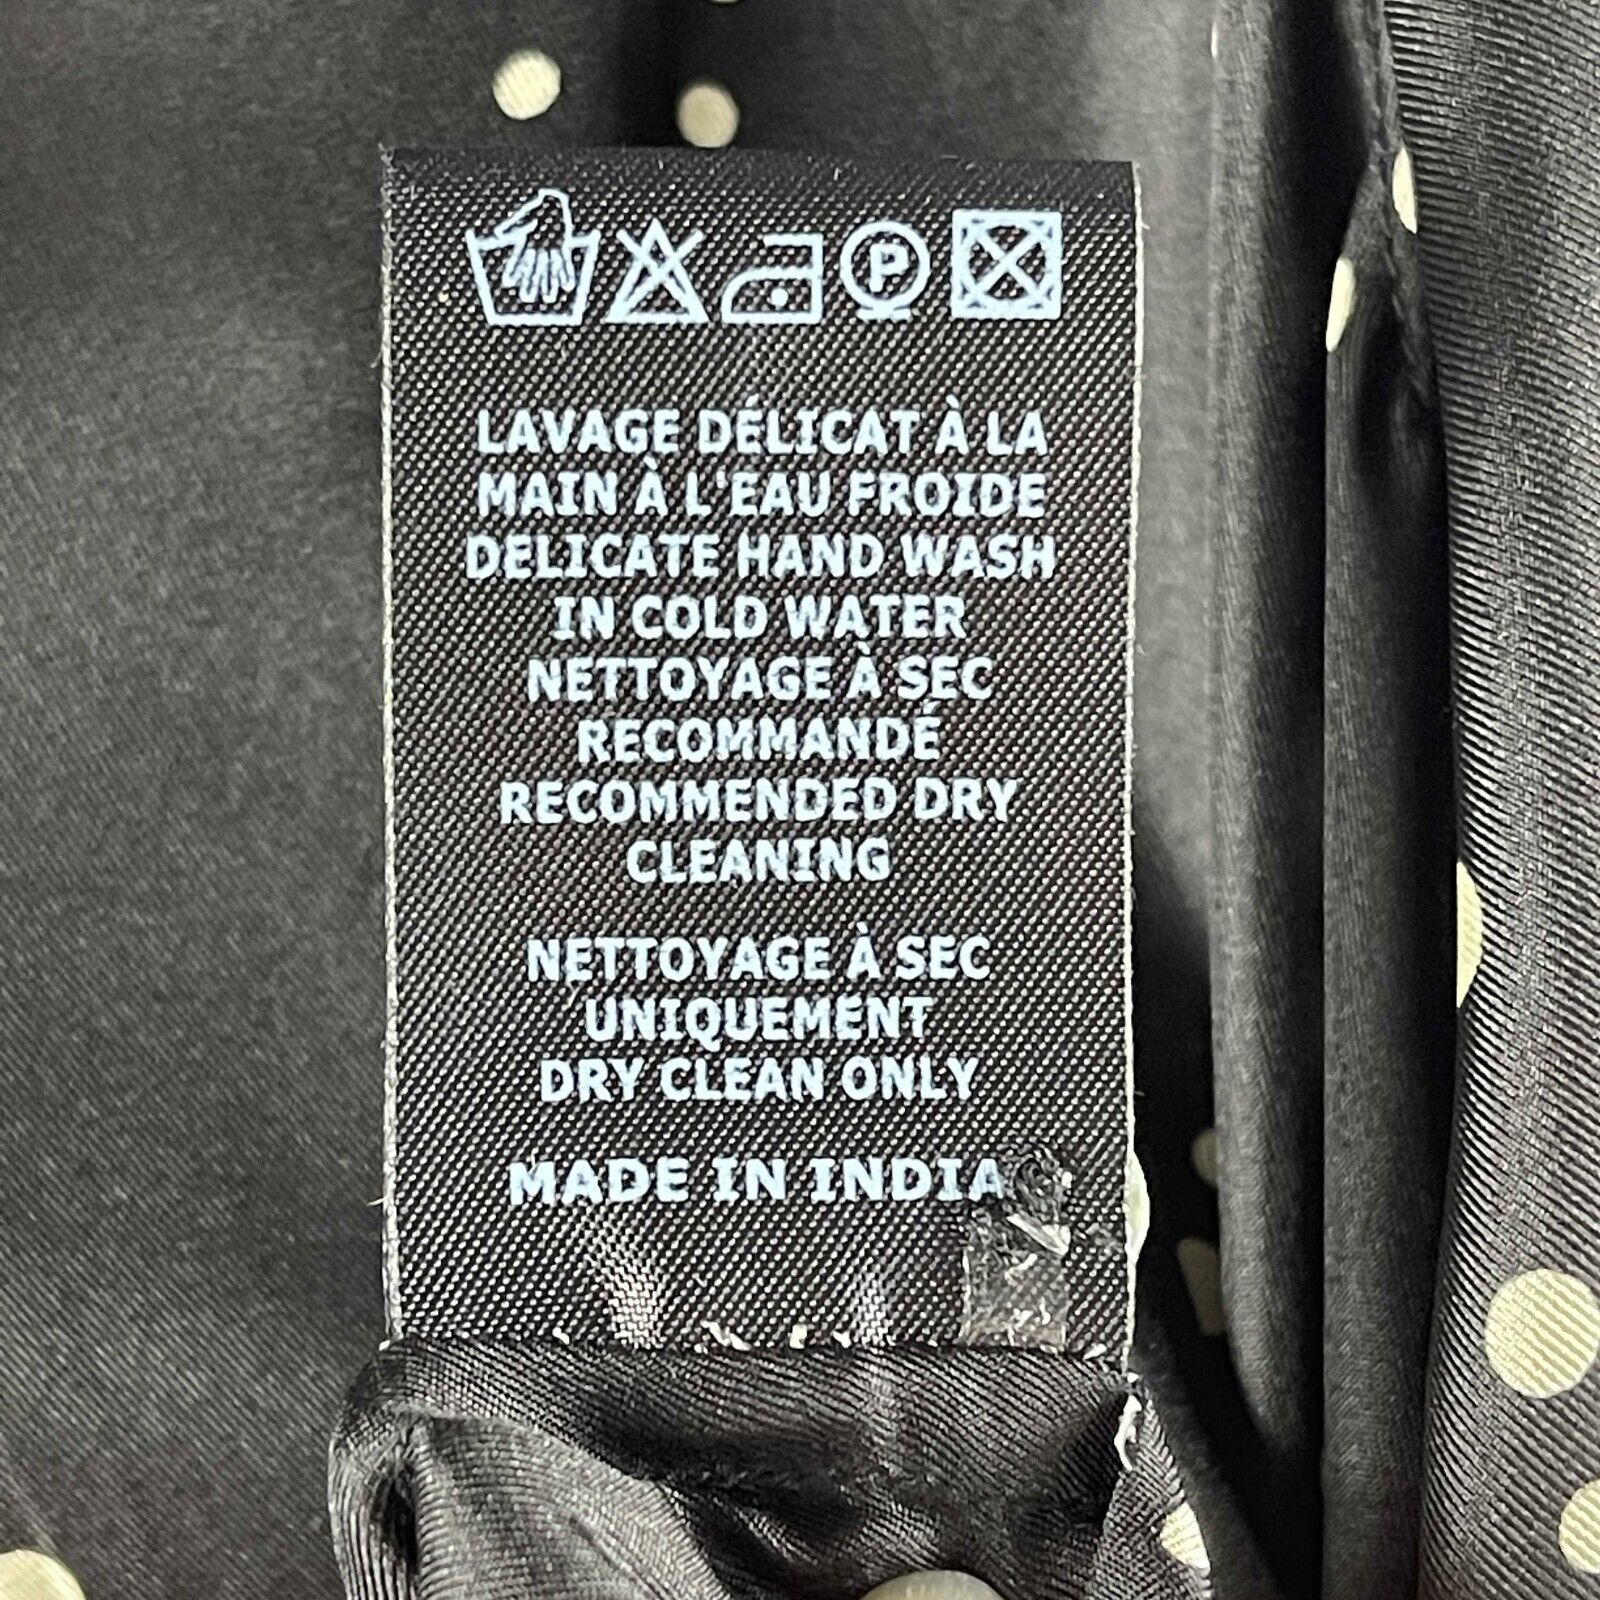 P
LAVAGE DÉLICAT À LA
MAIN À L'EAU FROIDE
DELICATE HAND WASH
IN COLD WATER
NETTOYAGE À SEC
RECOMMANDÉ
RECOMMENDED DRY
CLEANING
NETTOYAGE À SEC
UNIQUEMENT
DRY CLEAN ONLY
MADE IN INDIA